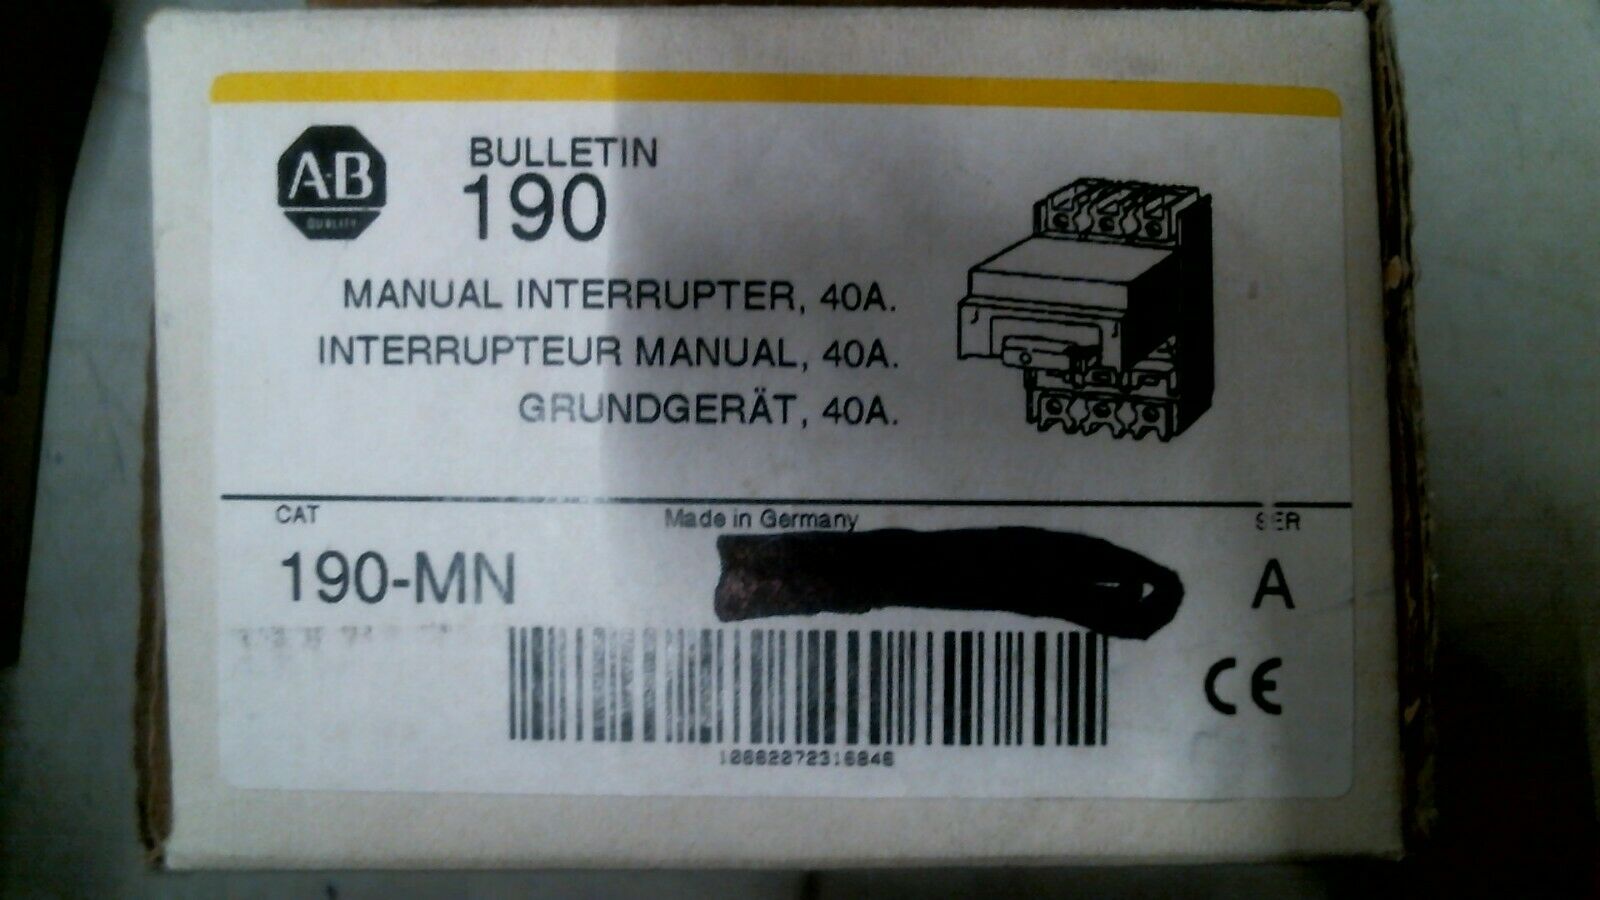 A-B
QUALITY
BULLETIN
190
MANUAL INTERRUPTER, 40A.
INTERRUPTEUR MANUAL, 40A.
GRUNDGERÄT, 40A.
CAT
Made in Germany
SER
190-MN
A
CE
10662072316846